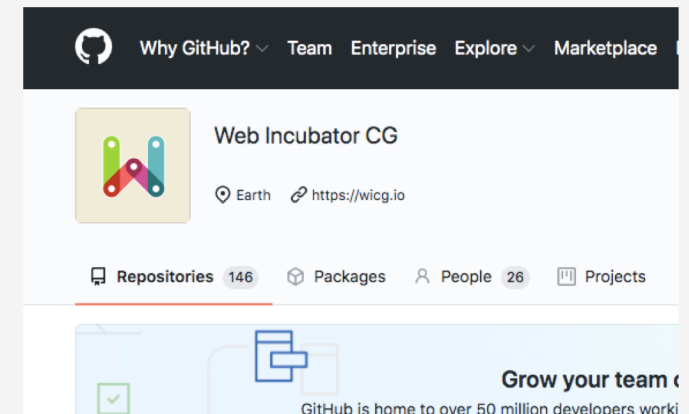 Why GitHub? Team Enterprise Explore Marketplace
Web Incubator CG
Earth https://wicg.io
Repositories 146 Packages People 26 Projects
Grow your team
GitHub is home to over 50 million developers